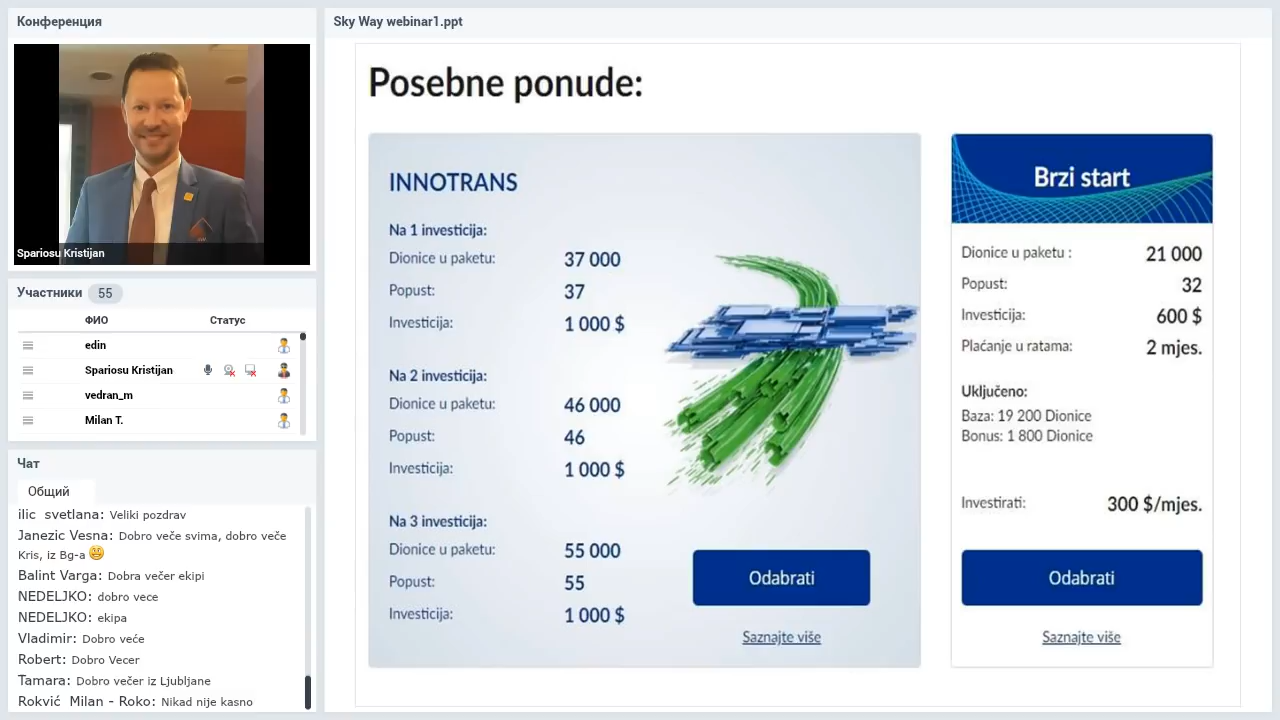 Конференция
Spariosu Kristijan
Участники 55
ФИО Статус
edin
Spariosu Kristijan
vedran_m
Milan T.
Чат
Общий
ilic svetlana: Veliki pozdrav
Janezic Vesna: Dobro veče svima, dobro veče
Kris, iz Bg-a
Balint Varga: Dobra večer ekipi
NEDELJKO: dobro vece
NEDELJKO: ekipa
Vladimir: Dobro veće
Robert: Dobro Vecer
Tamara: Dobro večer iz Ljubljane
Rokvić Milan - Roko: Nikad nije kasno
Sky Way webinar1.ppt
Posebne ponude:
INNOTRANS
Na 1 investicija:
Dionice u paketu: 37 000
Popust: 37
Investicija: 1 000 $
Na 2 investicija:
Dionice u paketu: 46 000
Popust: 46
Investicija: 1 000 $
Na 3 investicija:
Dionice u paketu: 55 000
Popust: 55
Investicija: 1 000 $
Odabrati
Saznajte više
Brzi start
Dionice u paketu : 21 000
Popust: 32
Investicija: 600 $
Plaćanje u ratama: 2 mjes.
Uključeno:
Baza: 19 200 Dionice
Bonus: 1 800 Dionice
Investirati: 300 $/mjes.
Odabrati
Saznajte više